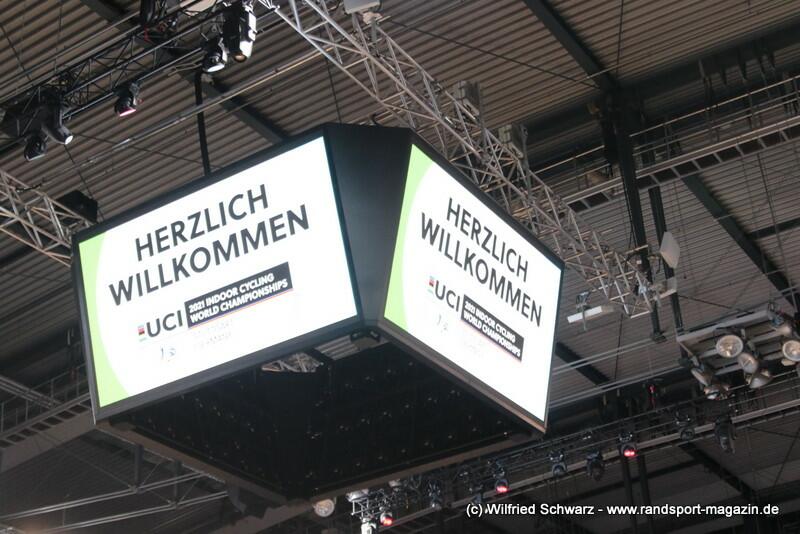 HERZLICH
WILLKOMMEN
UCI
2021 INDOOR CYCLING
WORLD CHAMPIONSHIPS
HERZLICH
WILLKOMMEN
UCI
2021 INDOOR CYCLING
WORLD CHAMPIONSHIPS
(c) Wilfried Schwarz - www.randsport-magazin.de